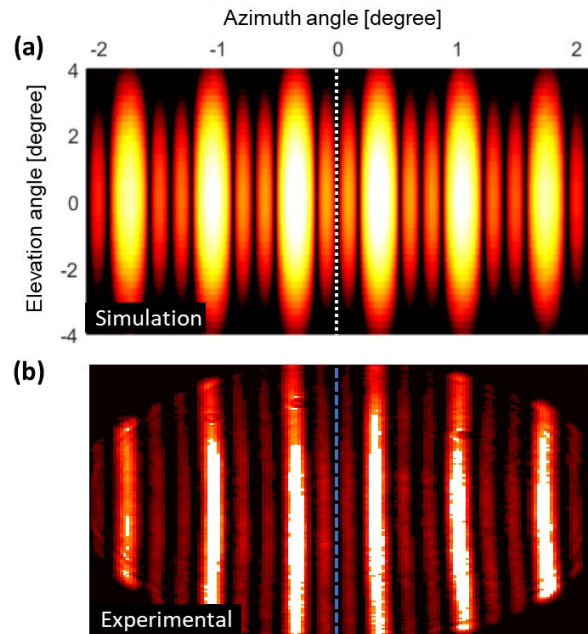 Azimuth angle [degree]
(a)
-2 -1 0 1 2
4
2
0
-2
-4
Elevation angle [degree]
Simulation
(b)
Experimental